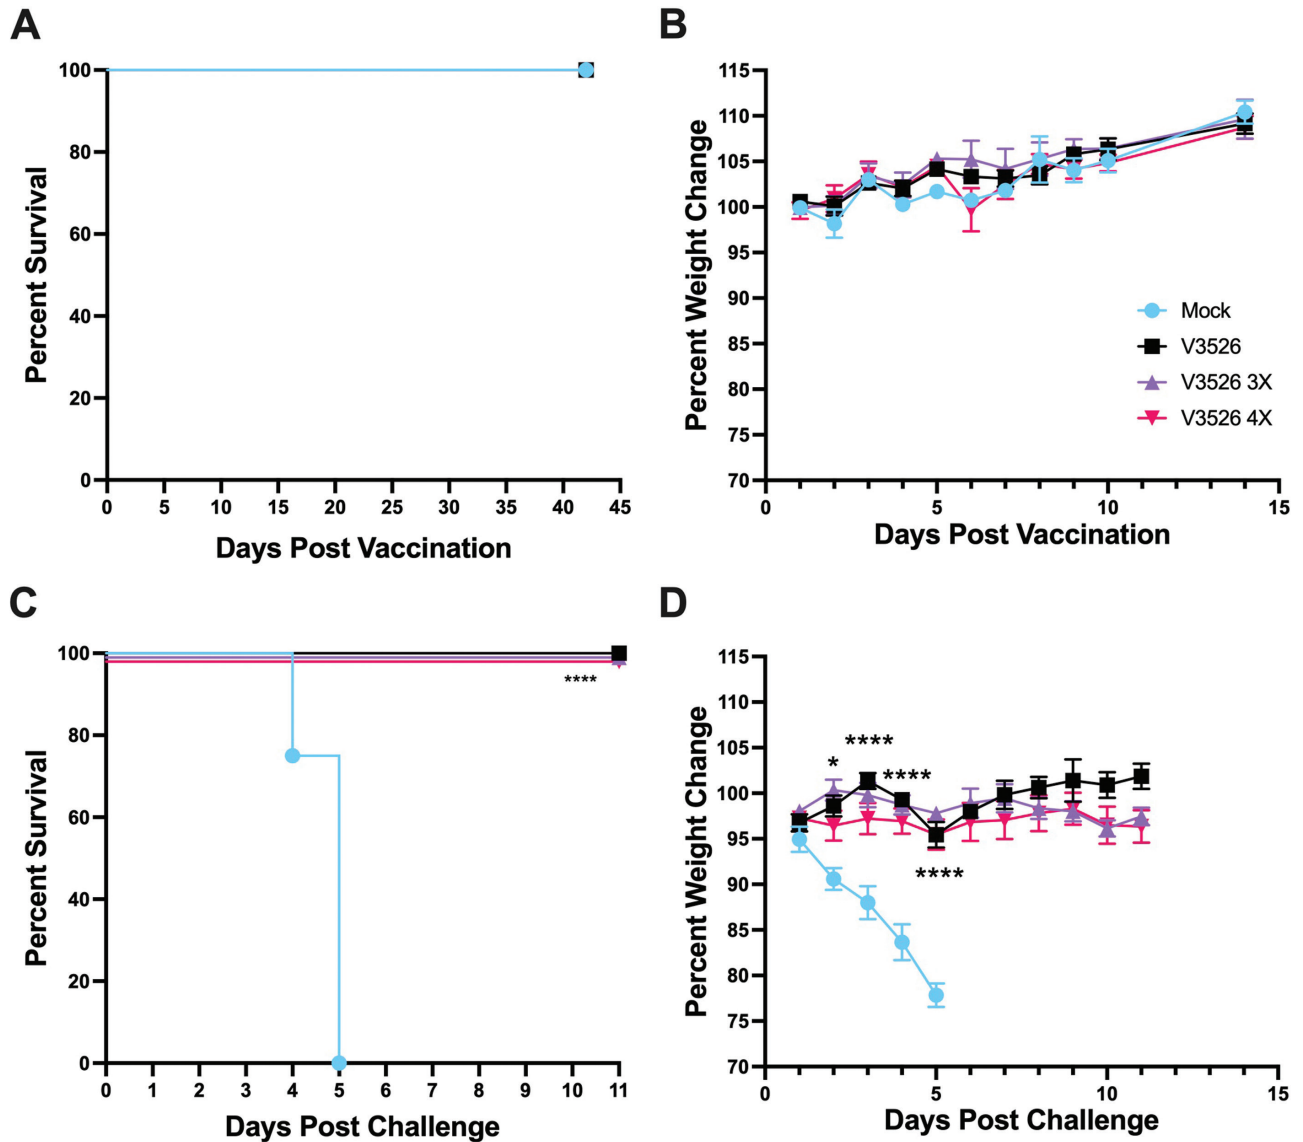 A
Percent Survival
100
80
60
40
20
0
0 5 10 15 20 25 30 35 40 45
Days Post Vaccination
B
Percent Weight Change
115
110
105
100
95
90
85
80
75
70
0 5 10 15
Days Post Vaccination
Mock
V3526
V3526 3X
V3526 4X
C
Percent Survival
100
80
60
40
20
0
****
0 1 2 3 4 5 6 7 8 9 10 11
Days Post Challenge
D
Percent Weight Change
115
110
105
100
95
90
85
80
75
70
*
****
****
****
0 5 10 15
Days Post Challenge